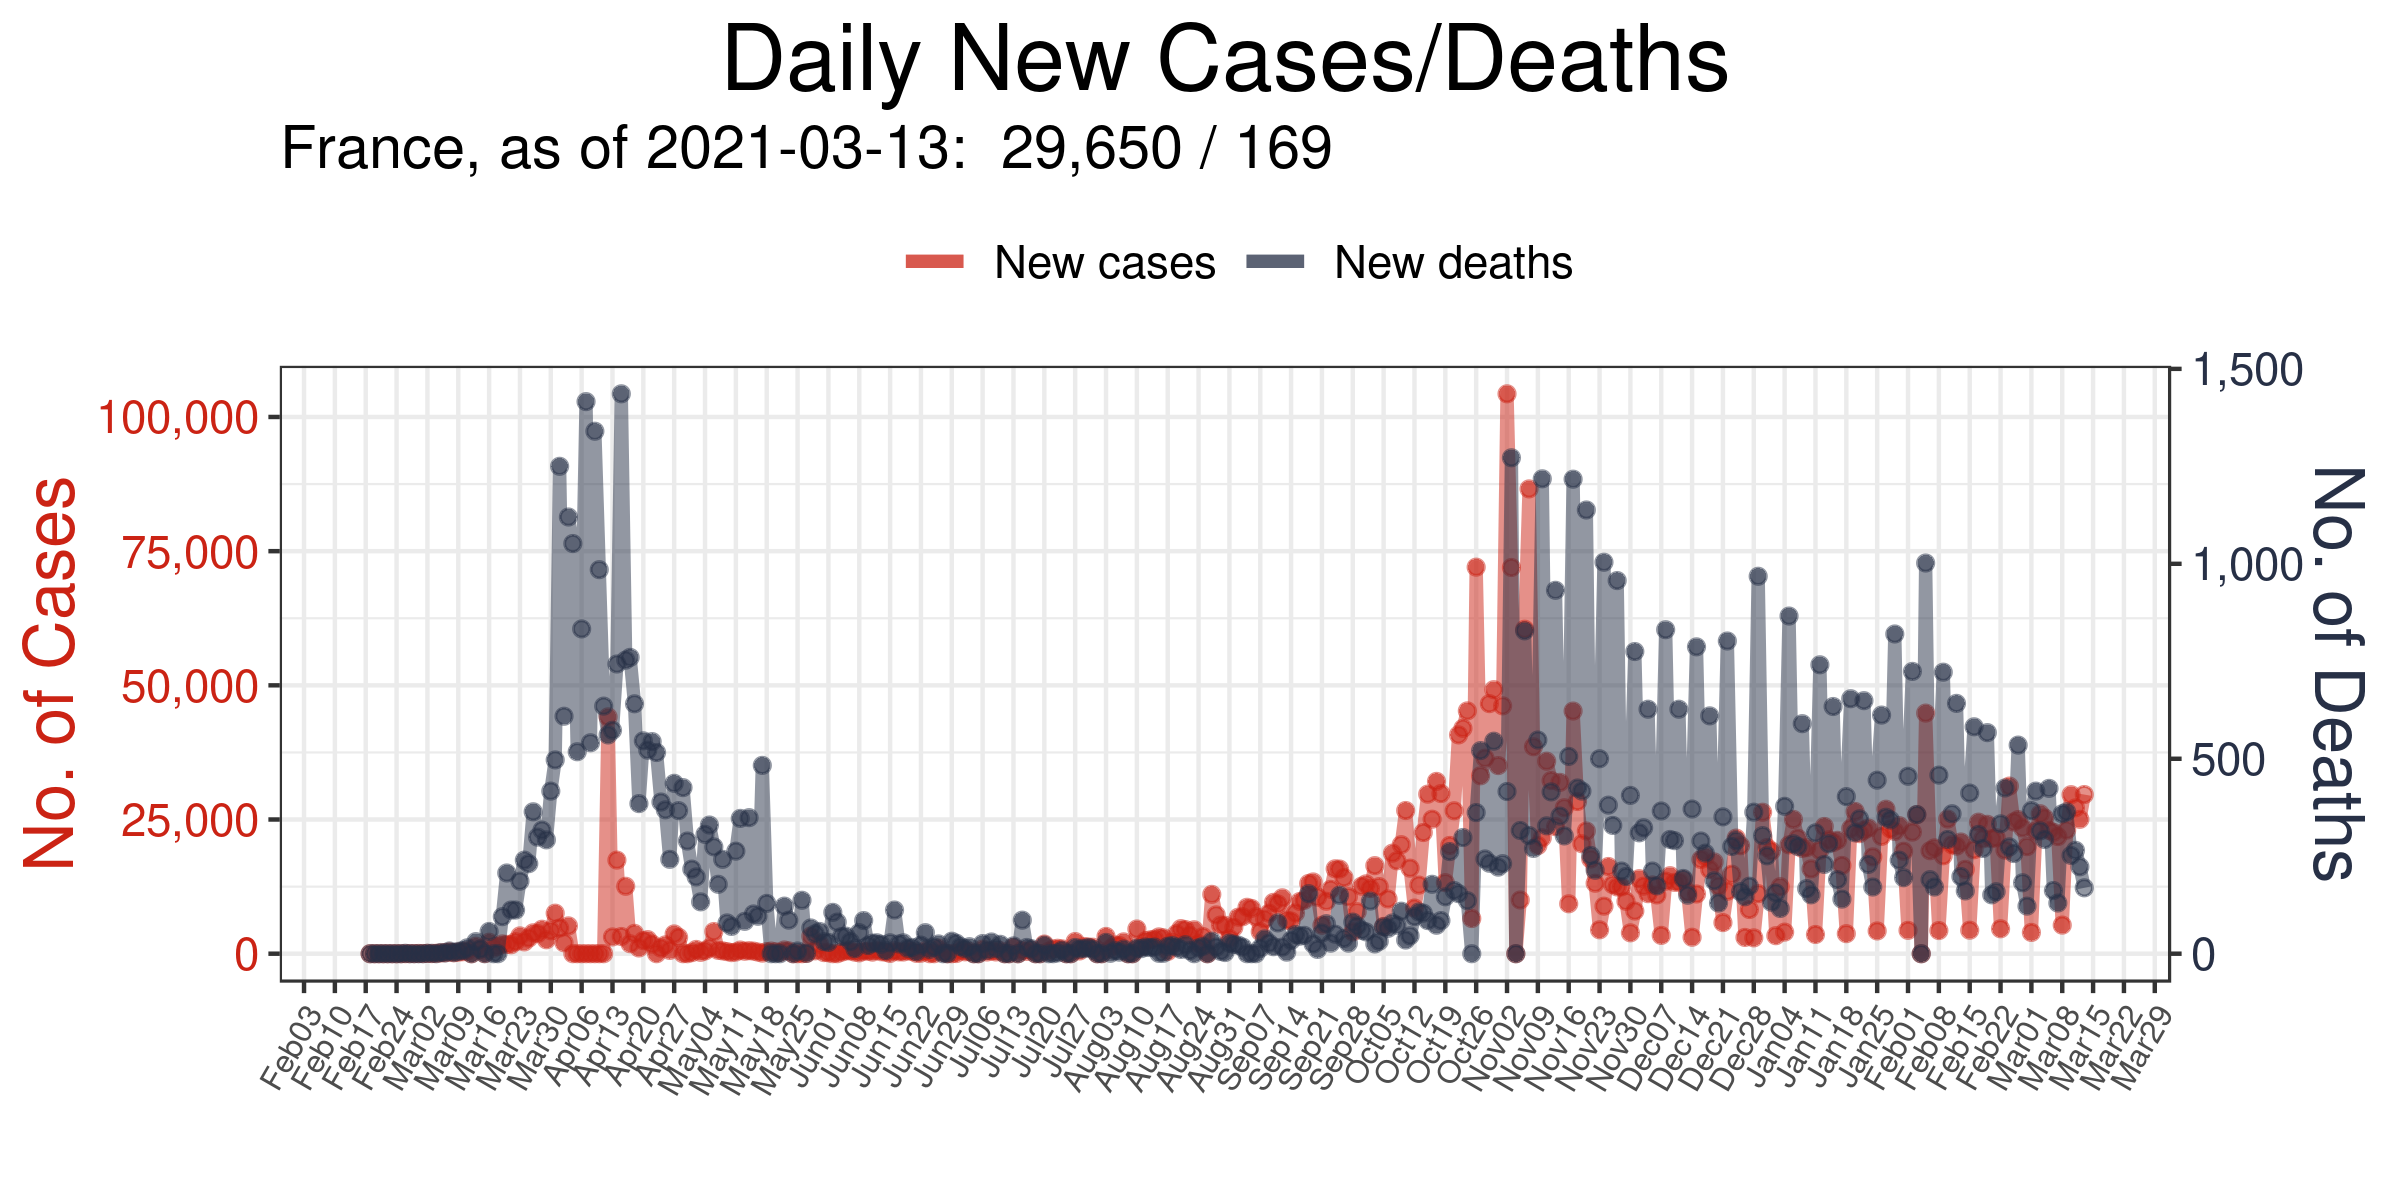 Daily New Cases/Deaths
France, as of 2021-03-13:  29,650 / 169
New cases
New deaths
No. of Cases
100,000
75,000
50,000
25,000
0
1,500
1,000
500
0
No. of Deaths
Feb03
Feb10
Feb17
Feb24
Mar02
Mar09
Mar16
Mar23
Mar30
Apr06
Apr13
Apr20
Apr27
May04
May11
May18
May25
Jun01
Jun08
Jun15
Jun22
Jun29
Jul06
Jul13
Jul20
Jul27
Aug03
Aug10
Aug17
Aug24
Aug31
Sep07
Sep14
Sep21
Sep28
Oct05
Oct12
Oct19
Oct26
Nov02
Nov09
Nov16
Nov23
Nov30
Dec07
Dec14
Dec21
Dec28
Jan04
Jan11
Jan18
Jan25
Feb01
Feb08
Feb15
Feb22
Mar01
Mar08
Mar15
Mar22
Mar29